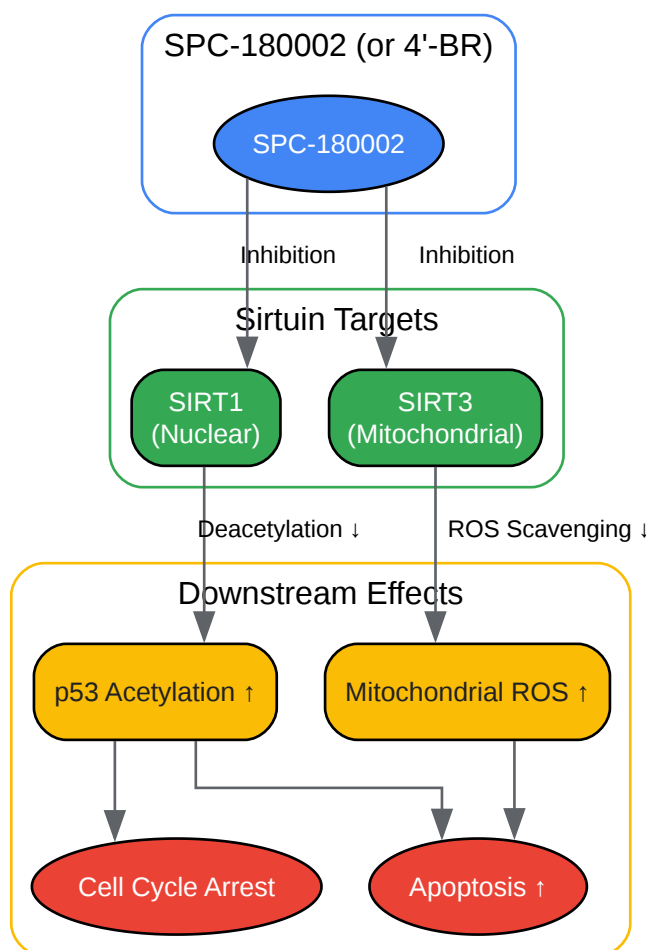 SPC-180002 (or 4'-BR)
SPC-180002
Inhibition
Inhibition
Sirtuin Targets
SIRT1
(Nuclear)
SIRT3
(Mitochondrial)
Deacetylation ↓
ROS Scavenging ↓
Downstream Effects
p53 Acetylation ↑
Mitochondrial ROS ↑
Cell Cycle Arrest
Apoptosis ↑